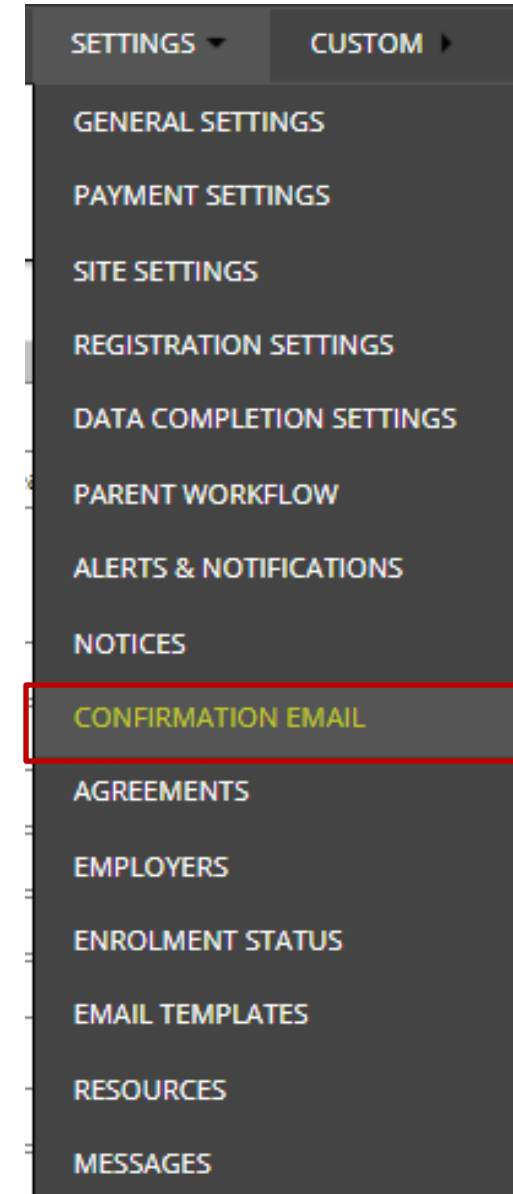 SETTINGS CUSTOM
GENERAL SETTINGS
PAYMENT SETTINGS
SITE SETTINGS
REGISTRATION SETTINGS
DATA COMPLETION SETTINGS
PARENT WORKFLOW
ALERTS & NOTIFICATIONS
NOTICES
CONFIRMATION EMAIL
AGREEMENTS
EMPLOYERS
ENROLMENT STATUS
EMAIL TEMPLATES
RESOURCES
MESSAGES